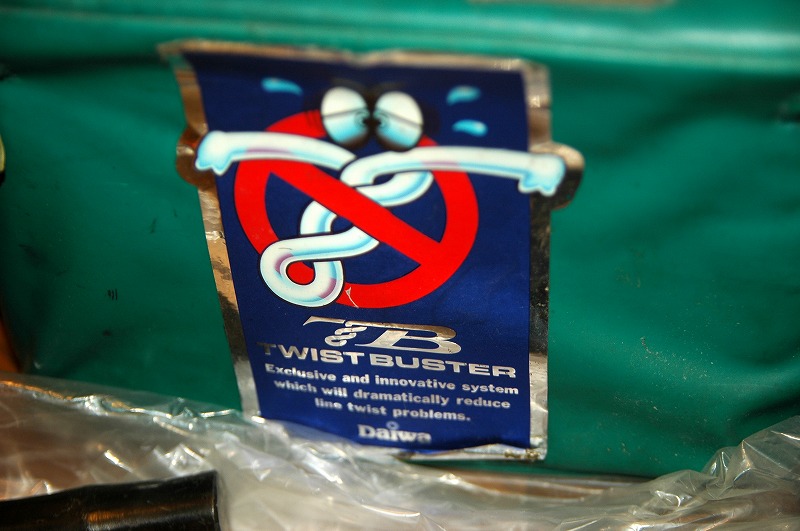 TB
TWIST BUSTER
Exclusive and innovative system
which will dramatically reduce
line twist problems.
Daiwa